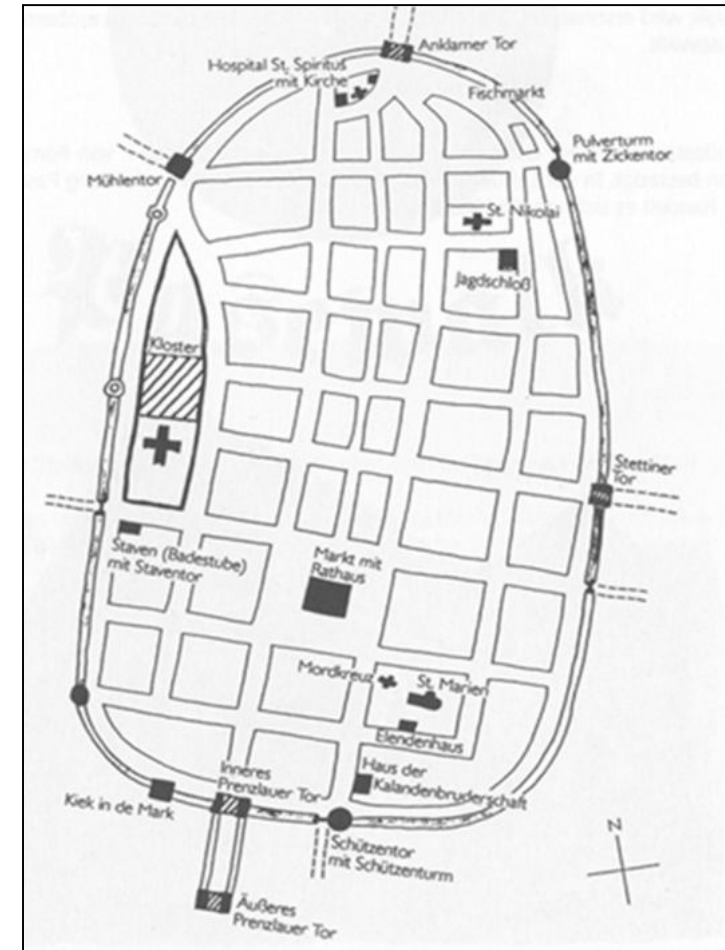 Anklamer Tor
Hospital St. Spiritus
mit Kirche
Fischmarkt
Pulverturm
mit Zickentor
Mühlentor
St. Nikolai
Jagdschloß
Kloster
Stettiner
Tor
Staven (Badestube)
mit Staventor
Markt mit
Rathaus
Mordkreuz
St. Marien
Elendenhaus
Inneres
Prenzlauer Tor
Haus der
Kalandenbruderschaft
Kiek in de Mark
Schützentor
mit Schützenturm
N
Äußeres
Prenzlauer Tor